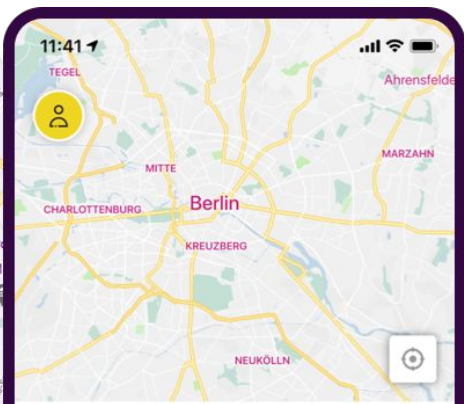 11:41
TEGEL
Ahrensfelde
MITTE
MARZAHN
CHARLOTTENBURG
Berlin
KREUZBERG
NEUKÖLLN